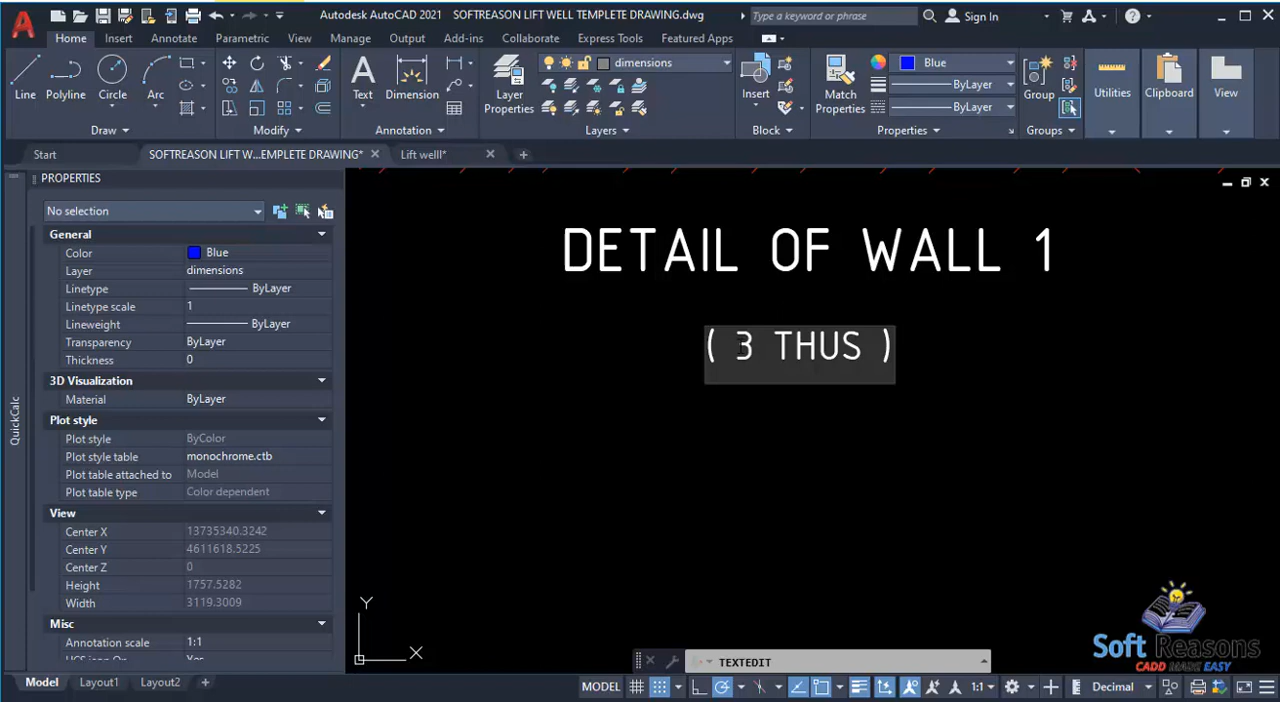 Autodesk AutoCAD 2021 SOFTREASON LIFT WELL TEMPLETE DRAWING.dwg
Type a keyword or phrase
Sign In
Home Insert Annotate Parametric View Manage Output Add-ins Collaborate Express Tools Featured Apps
Line Polyline Circle Arc
Text Dimension
Layer Properties
dimensions
Insert
Match Properties
Blue
ByLayer
ByLayer
Group
Utilities
Clipboard
View
Draw Modify Annotation Layers Block Properties Groups
Start SOFTREASON LIFT W...EMPLETE DRAWING* Lift welll*
PROPERTIES
No selection
General
Color Blue
Layer dimensions
Linetype ByLayer
Linetype scale 1
Lineweight ByLayer
Transparency ByLayer
Thickness 0
3D Visualization
Material ByLayer
Plot style
Plot style ByColor
Plot style table monochrome.ctb
Plot table attached to Model
Plot table type Color dependent
View
Center X 13735340.3242
Center Y 4611618.5225
Center Z 0
Height 1757.5282
Width 3119.3009
Misc
Annotation scale 1:1
QuickCalc
DETAIL OF WALL 1
( 3 THUS )
Y
X
TEXTEDIT
Soft Reasons
CADD MADE EASY
Model Layout1 Layout2
MODEL 1:1 Decimal